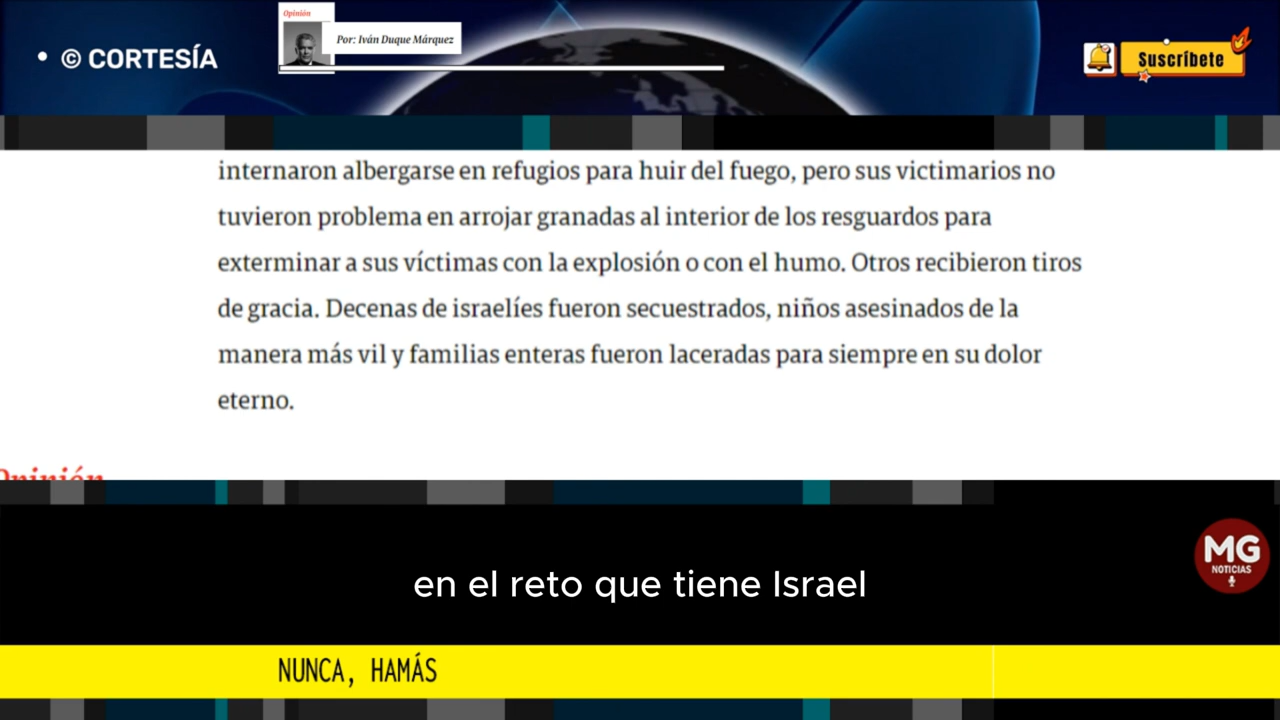 Opinión
Por: Iván Duque Márquez
• © CORTESÍA
Suscríbete
internaron albergarse en refugios para huir del fuego, pero sus victimarios no
tuvieron problema en arrojar granadas al interior de los resguardos para
exterminar a sus víctimas con la explosión o con el humo. Otros recibieron tiros
de gracia. Decenas de israelíes fueron secuestrados, niños asesinados de la
manera más vil y familias enteras fueron laceradas para siempre en su dolor
eterno.
Opinión
MG
NOTICIAS
en el reto que tiene Israel
NUNCA, HAMÁS